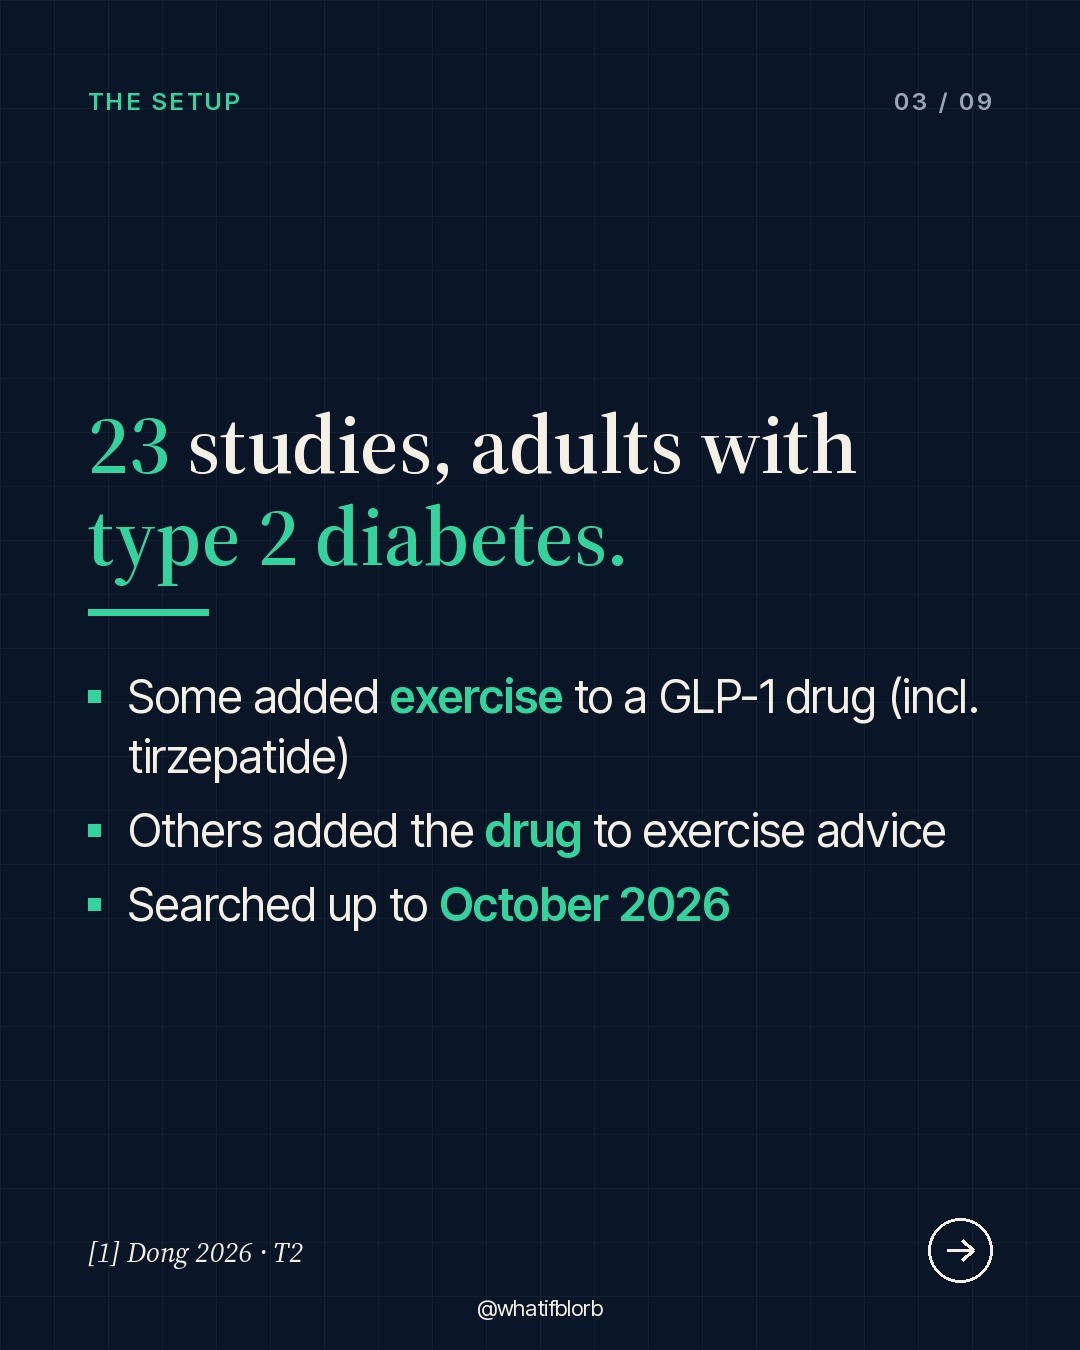 THE SETUP
03 / 09
23 studies, adults with
type 2 diabetes.
Some added exercise to a GLP-1 drug (incl.
tirzepatide)
Others added the drug to exercise advice
Searched up to October 2026
[1] Dong 2026 · T2
@whatifblorb